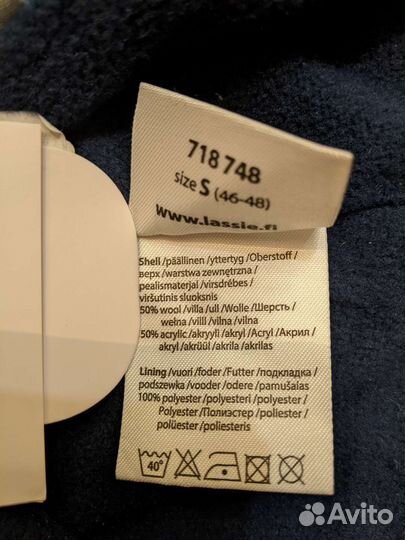 718 748
size S (46-48)
www.lassie.fi
Shell/päällinen/yttertyg/Oberstoff/
верх/warstwa zewnętrzna/
pealismaterjal/virsdrēbes/
viršutinis sluoksnis
50% wool/villa/ull/Wolle/Шерсть/
wełna/villi/vilna/vilna
50% acrylic/akryyli/akryl/Acryl/Акрил/
akryl/akrüül/akrila/akrilas
Lining/vuori/foder/Futter/подкладка/
podszewka/vooder/odere/pamušalas
100% polyester/polyesteri/polyester/
Polyester/Полиэстер/poliester/
polüester/poliesteris
40°
Avito